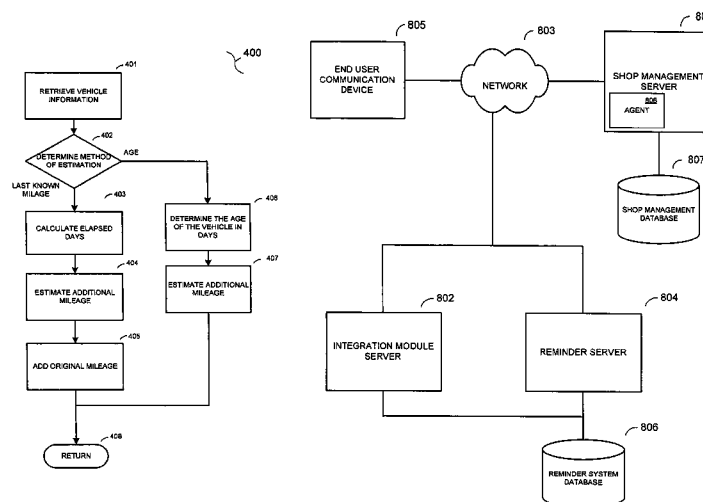 400
401
RETRIEVE VEHICLE
INFORMATION
402
DETERMINE METHOD
OF ESTIMATION
AGE
LAST KNOWN
MILAGE
403
CALCULATE ELAPSED
DAYS
404
ESTIMATE ADDITIONAL
MILEAGE
405
ADD ORIGINAL MILEAGE
406
DETERMINE THE AGE
OF THE VEHICLE IN
DAYS
407
ESTIMATE ADDITIONAL
MILEAGE
408
RETURN
805
END USER
COMMUNICATION
DEVICE
803
NETWORK
SHOP MANAGEMENT
SERVER
AGENT
807
SHOP MANAGEMENT
DATABASE
802
INTEGRATION MODULE
SERVER
804
REMINDER SERVER
806
REMINDER SYSTEM
DATABASE